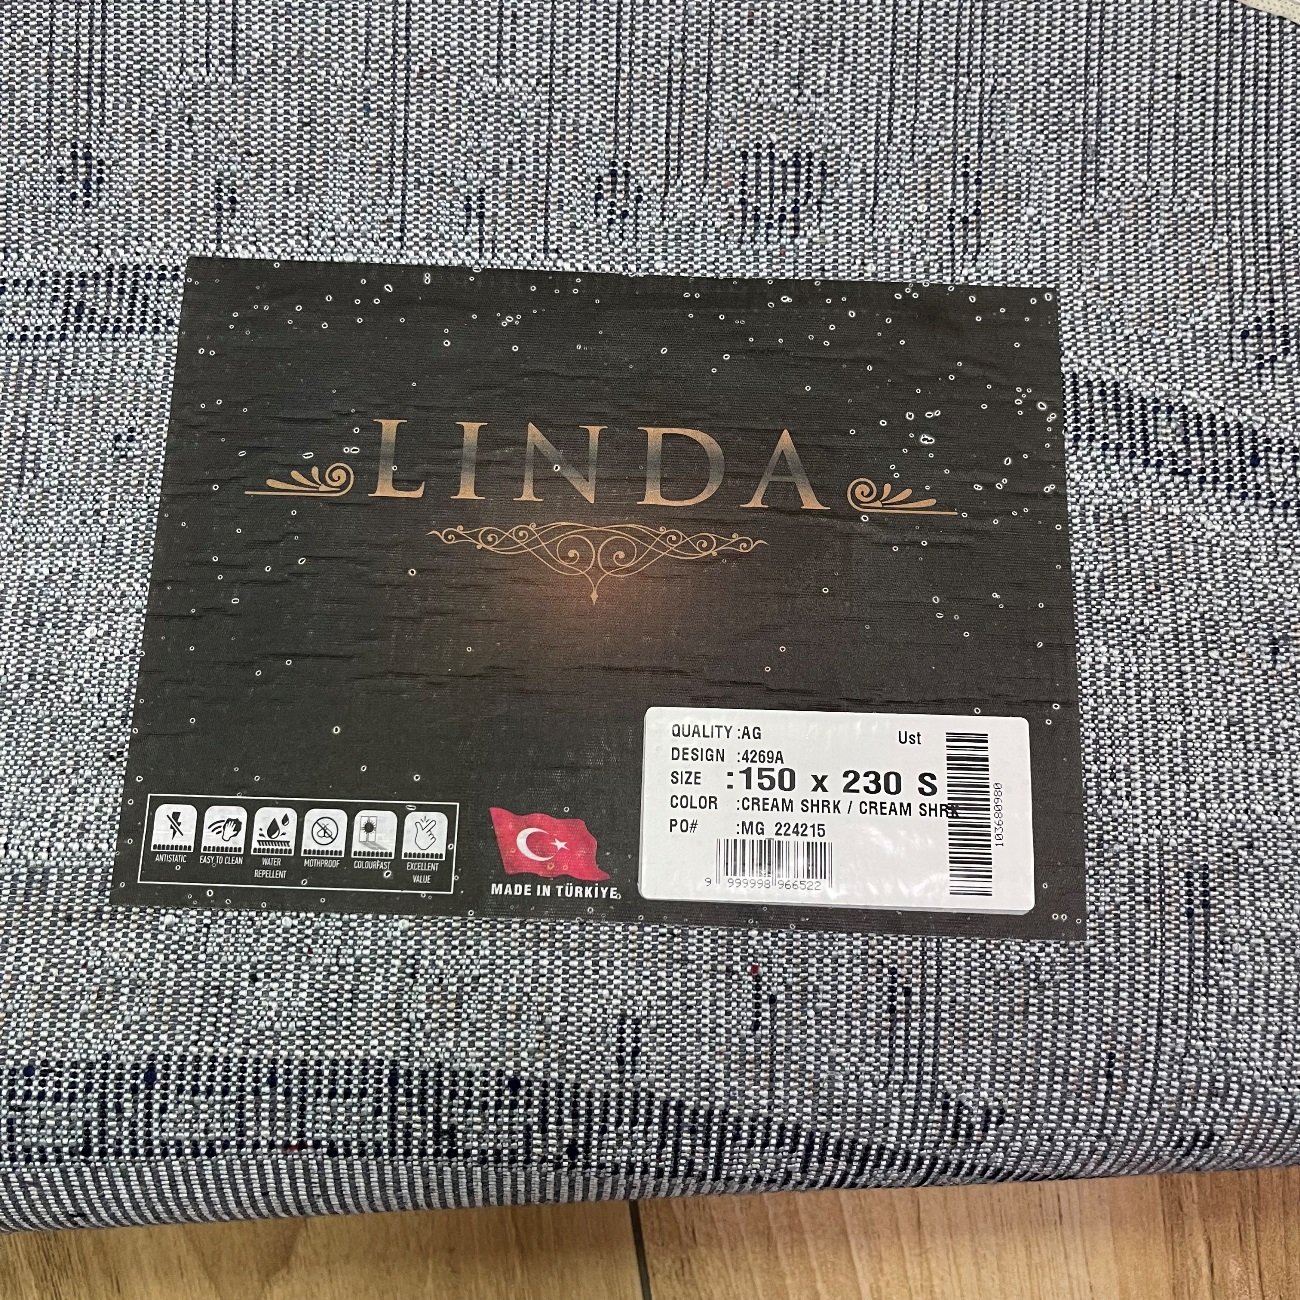 LINDA
QUALITY :AG Ust
DESIGN :4269A
SIZE :150 x 230 S
COLOR :CREAM SHRK / CREAM SHRK
PO# :MG 224215
9 999998 966522
103680980
ANTISTATIC
EASY TO CLEAN
WATER REPELLENT
MOTHPROOF
COLOURFAST
EXCELLENT VALUE
MADE IN TÜRKİYE